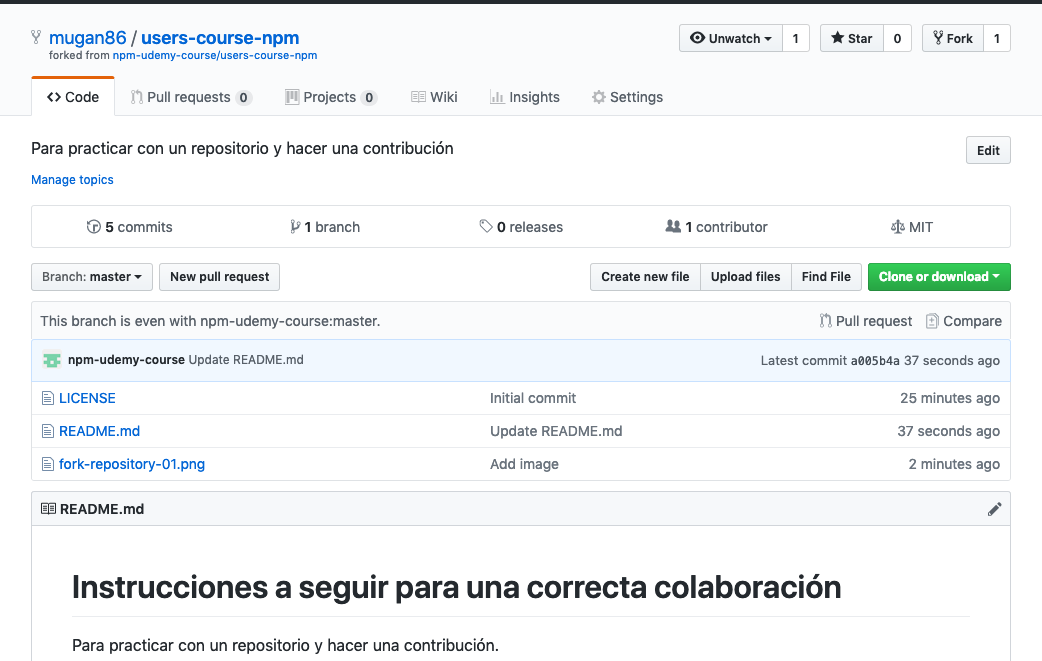 mugan86 / users-course-npm
forked from npm-udemy-course/users-course-npm
Unwatch 1 Star 0 Fork 1
Code Pull requests 0 Projects 0 Wiki Insights Settings
Para practicar con un repositorio y hacer una contribución Edit
Manage topics
5 commits 1 branch 0 releases 1 contributor MIT
Branch: master New pull request Create new file Upload files Find File Clone or download
This branch is even with npm-udemy-course:master. Pull request Compare
npm-udemy-course Update README.md Latest commit a005b4a 37 seconds ago
LICENSE Initial commit 25 minutes ago
README.md Update README.md 37 seconds ago
fork-repository-01.png Add image 2 minutes ago
README.md
Instrucciones a seguir para una correcta colaboración
Para practicar con un repositorio y hacer una contribución.